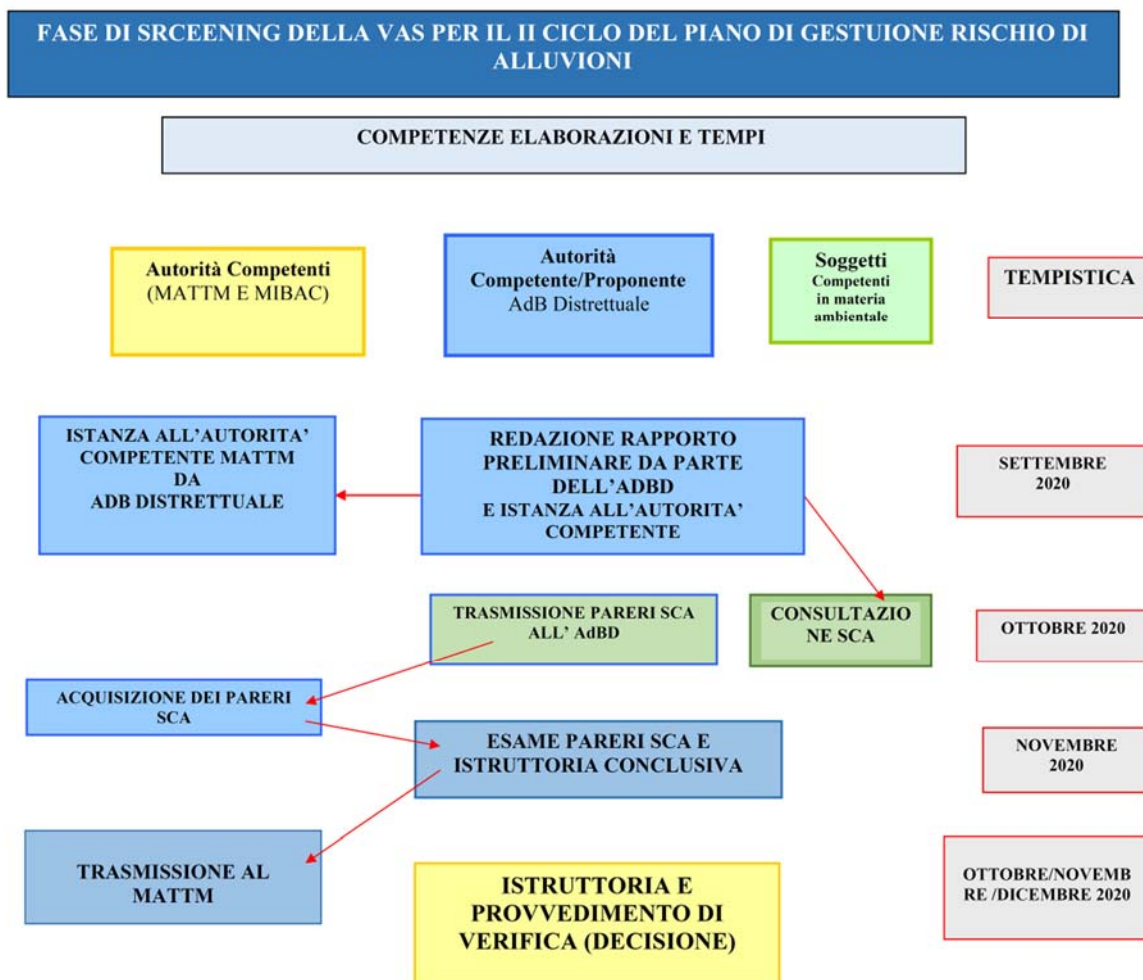 FASE DI SRCEENING DELLA VAS PER IL II CICLO DEL PIANO DI GESTUIONE RISCHIO DI
ALLUVIONI
COMPETENZE ELABORAZIONI E TEMPI
Autorità Competenti
(MATTM E MIBAC)
Autorità
Competente/Proponente
AdB Distrettuale
Soggetti
Competenti
in materia
ambientale
TEMPISTICA
ISTANZA ALL’AUTORITA’
COMPETENTE MATTM
DA
ADB DISTRETTUALE
REDAZIONE RAPPORTO
PRELIMINARE DA PARTE
DELL’ADBD
E ISTANZA ALL’AUTORITA’
COMPETENTE
SETTEMBRE
2020
TRASMISSIONE PARERI SCA
ALL’ AdBD
CONSULTAZIO
NE SCA
OTTOBRE 2020
ACQUISIZIONE DEI PARERI
SCA
ESAME PARERI SCA E
ISTRUTTORIA CONCLUSIVA
NOVEMBRE
2020
TRASMISSIONE AL
MATTM
ISTRUTTORIA E
PROVVEDIMENTO DI
VERIFICA (DECISIONE)
OTTOBRE/NOVEMB
RE /DICEMBRE 2020